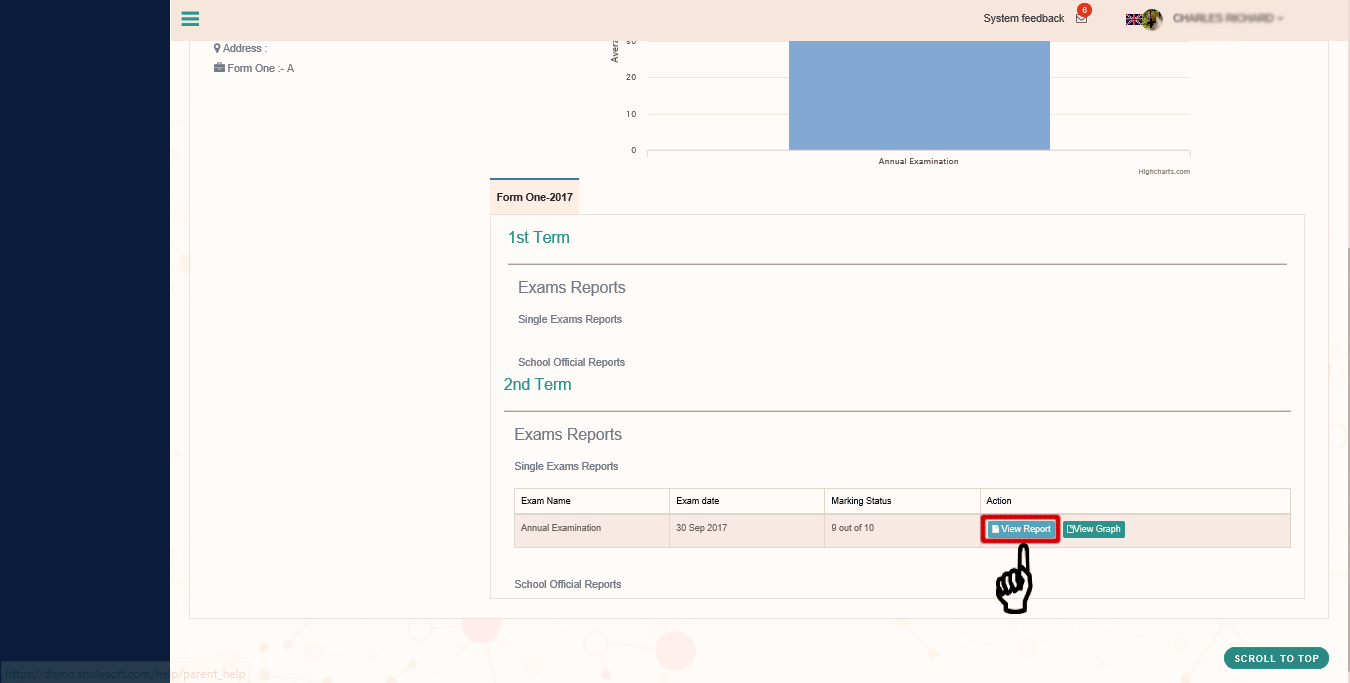 System feedback
6
CHARLES RICHARD
Address :
Form One :- A
20
10
0
Annual Examination
Highcharts.com
Form One-2017
1st Term
Exams Reports
Single Exams Reports
School Official Reports
2nd Term
Exams Reports
Single Exams Reports
Exam Name Exam date Marking Status Action
Annual Examination 30 Sep 2017 9 out of 10 View Report View Graph
School Official Reports
SCROLL TO TOP
https://demo.shulesoft.com/help/parent_help